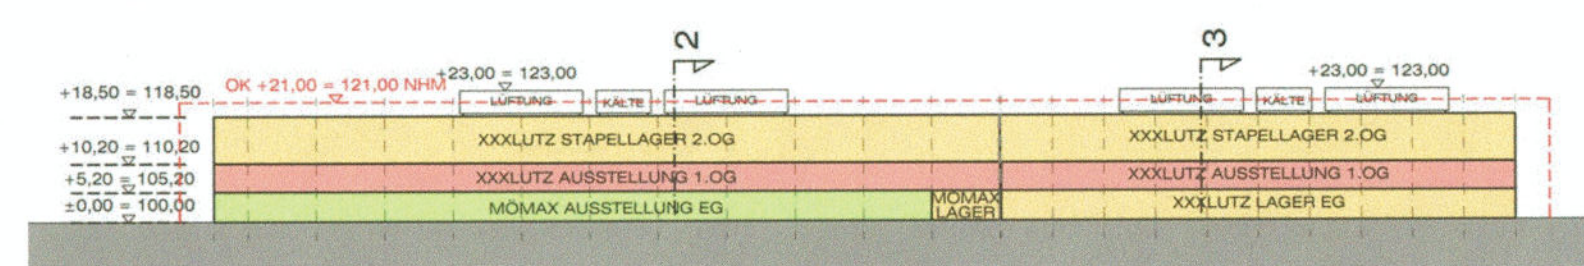 2
3
+23,00 = 123,00
+23,00 = 123,00
OK +21,00 = 121,00 NHM
+18,50 = 118,50
LÜFTUNG
KÄLTE
LÜFTUNG
LÜFTUNG
KÄLTE
LÜFTUNG
XXXLUTZ STAPELLAGER 2.OG
XXXLUTZ STAPELLAGER 2.OG
+10,20 = 110,20
+5,20 = 105,20
XXXLUTZ AUSSTELLUNG 1.OG
XXXLUTZ AUSSTELLUNG 1.OG
±0,00 = 100,00
MÖMAX AUSSTELLUNG EG
MÖMAX
LAGER
XXXLUTZ LAGER EG